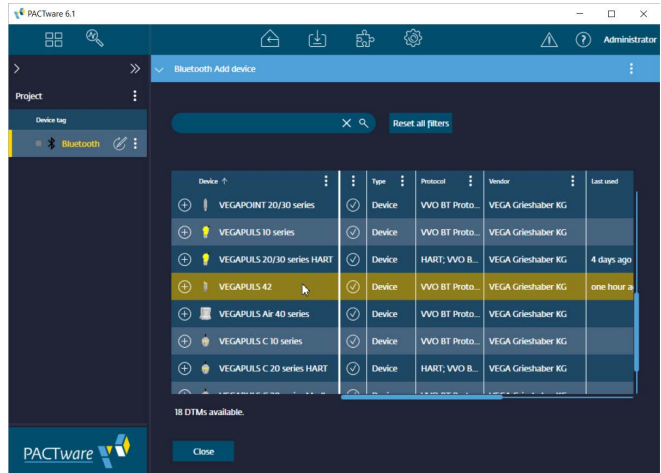 PACTware 6.1
Administrator
Bluetooth Add device
Project
Device tag
Bluetooth
Reset all filters
Device Type Protocol Vendor Last used
VEGAPOINT 20/30 series Device VVO BT Proto... VEGA Grieshaber KG
VEGAPULS 10 series Device VVO BT Proto... VEGA Grieshaber KG
VEGAPULS 20/30 series HART Device HART; VVO B... VEGA Grieshaber KG 4 days ago
VEGAPULS 42 Device VVO BT Proto... VEGA Grieshaber KG one hour a
VEGAPULS Air 40 series Device VVO BT Proto... VEGA Grieshaber KG
VEGAPULS C 10 series Device VVO BT Proto... VEGA Grieshaber KG
VEGAPULS C 20 series HART Device HART; VVO B... VEGA Grieshaber KG
18 DTMs available.
Close
PACTware